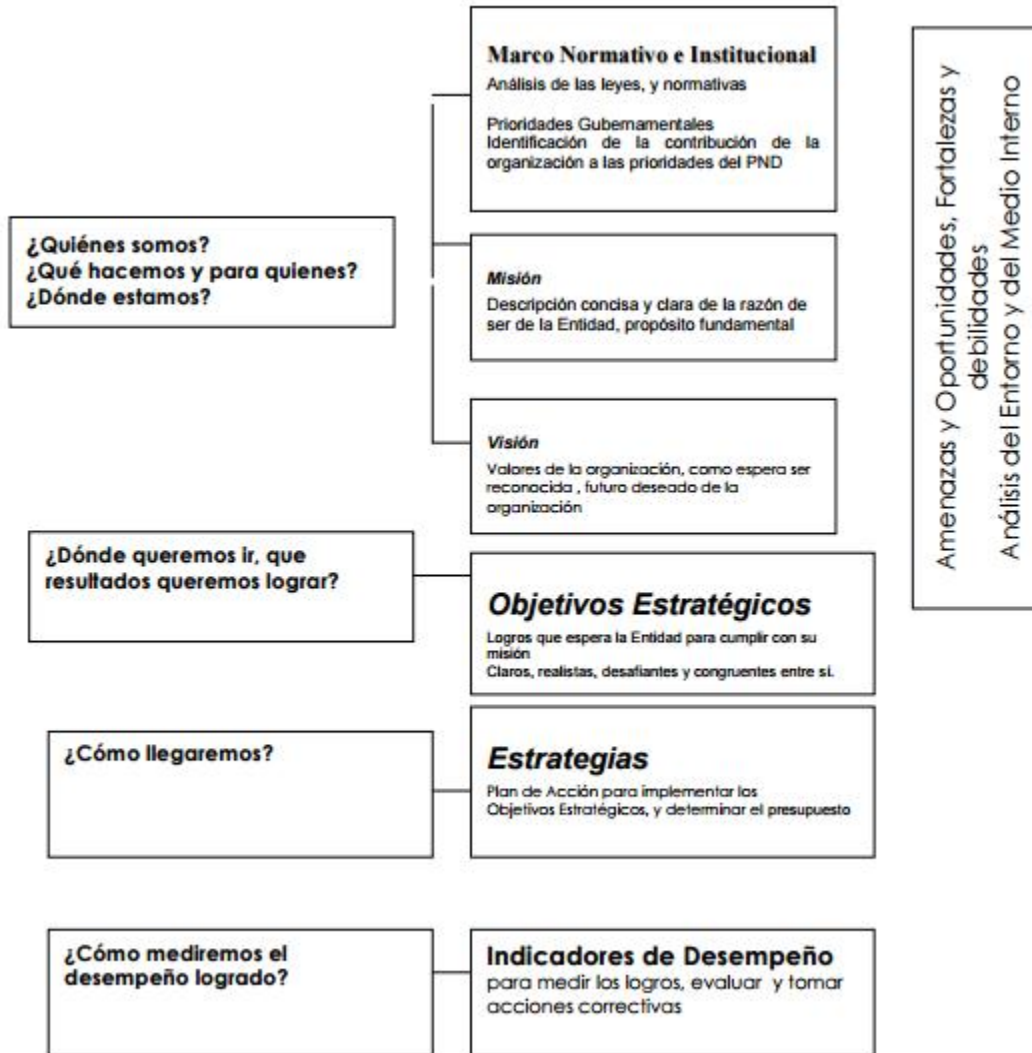 Marco Normativo e Institucional
Análisis de las leyes, y normativas
Prioridades Gubernamentales
Identificación de la contribución de la
organización a las prioridades del PND
¿Quiénes somos?
¿Qué hacemos y para quienes?
¿Dónde estamos?
Misión
Descripción concisa y clara de la razón de
ser de la Entidad, propósito fundamental
Visión
Valores de la organización, como espera ser
reconocida , futuro deseado de la
organización
¿Dónde queremos ir, que
resultados queremos lograr?
Objetivos Estratégicos
Logros que espera la Entidad para cumplir con su
misión
Claros, realistas, desafiantes y congruentes entre sí.
¿Cómo llegaremos?
Estrategias
Plan de Acción para implementar los
Objetivos Estratégicos, y determinar el presupuesto
¿Cómo mediremos el
desempeño logrado?
Indicadores de Desempeño
para medir los logros, evaluar y tomar
acciones correctivas
Amenazas y Oportunidades, Fortalezas y
debilidades
Análisis del Entorno y del Medio Interno